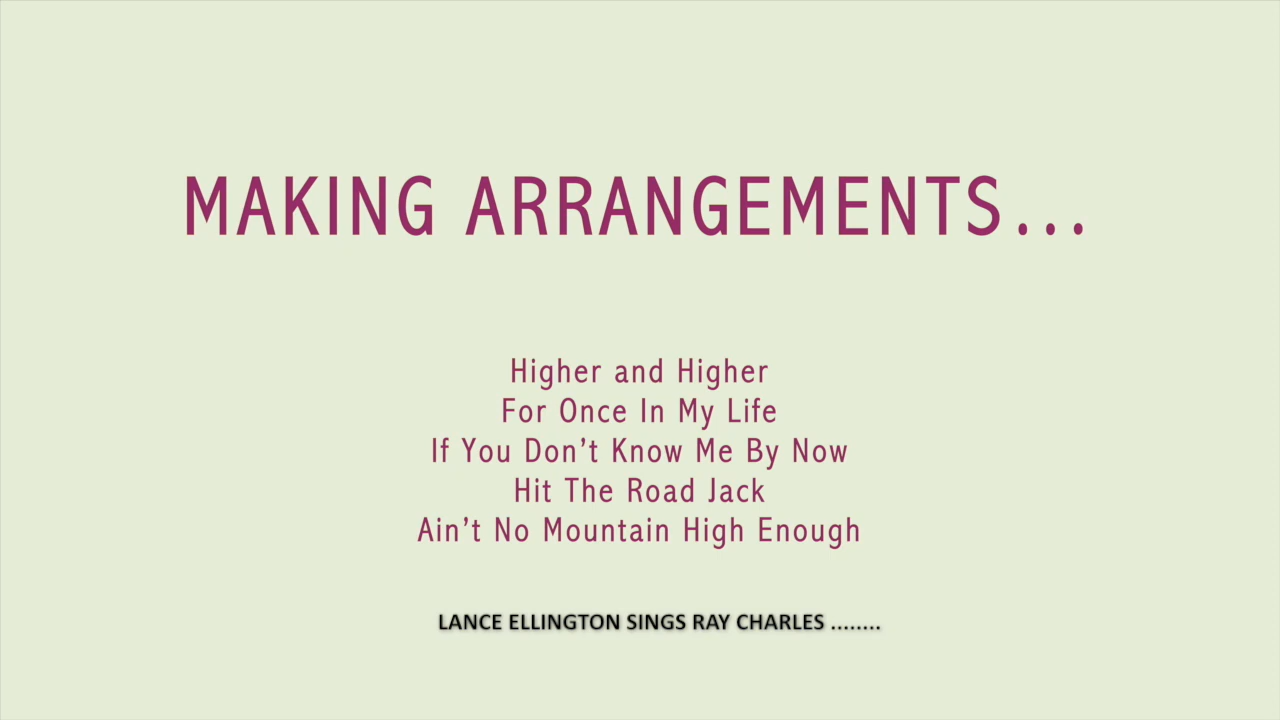 MAKING ARRANGEMENTS...
Higher and Higher
For Once In My Life
If You Don’t Know Me By Now
Hit The Road Jack
Ain’t No Mountain High Enough
LANCE ELLINGTON SINGS RAY CHARLES ........